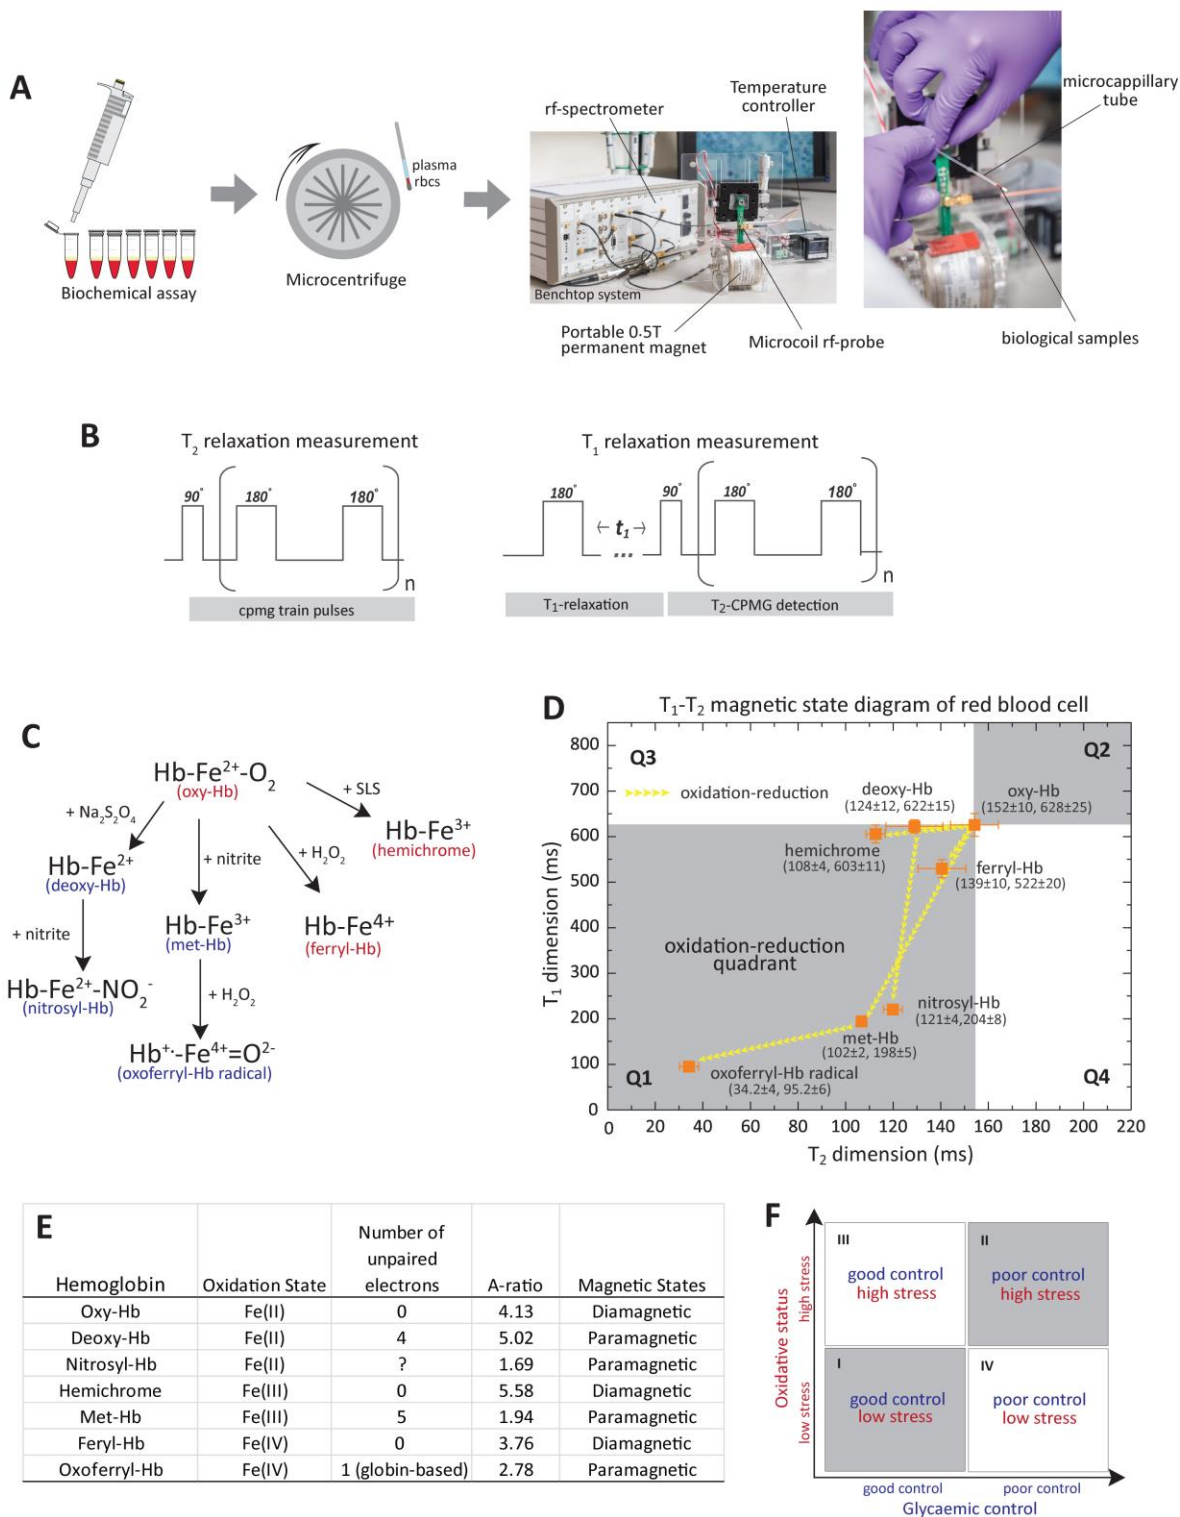 A
rf-spectrometer
Temperature
controller
microcappillary
tube
plasma
rbcs
Biochemical assay
Microcentrifuge
Benchtop system
Portable 0.5T
permanent magnet
Microcoil rf-probe
biological samples
B
T₂ relaxation measurement
90° 180° 180°
n
cpmg train pulses
T₁ relaxation measurement
180° t₁ ... 90° 180° 180°
n
T₁-relaxation
T₂-CPMG detection
C
Hb-Fe²⁺-O₂
(oxy-Hb)
+ Na₂S₂O₄
+ SLS
Hb-Fe³⁺
(hemichrome)
Hb-Fe²⁺
(deoxy-Hb)
+ nitrite
+ H₂O₂
+ nitrite
Hb-Fe³⁺
(met-Hb)
Hb-Fe⁴⁺
(ferryl-Hb)
Hb-Fe²⁺-NO₂⁻
(nitrosyl-Hb)
+ H₂O₂
Hb⁺·-Fe⁴⁺=O²⁻
(oxoferryl-Hb radical)
D
T₁-T₂ magnetic state diagram of red blood cell
Q3
Q2
oxidation-reduction
deoxy-Hb
(124±12, 622±15)
oxy-Hb
(152±10, 628±25)
hemichrome
(108±4, 603±11)
ferryl-Hb
(139±10, 522±20)
oxidation-reduction
quadrant
nitrosyl-Hb
(121±4,204±8)
met-Hb
(102±2, 198±5)
Q1
oxoferryl-Hb radical
(34.2±4, 95.2±6)
Q4
800
700
600
500
400
300
200
100
0
T₁ dimension (ms)
0 20 40 60 80 100 120 140 160 180 200 220
T₂ dimension (ms)
E
Hemoglobin Oxidation State Number of unpaired electrons A-ratio Magnetic States
Oxy-Hb Fe(II) 0 4.13 Diamagnetic
Deoxy-Hb Fe(II) 4 5.02 Paramagnetic
Nitrosyl-Hb Fe(II) ? 1.69 Paramagnetic
Hemichrome Fe(III) 0 5.58 Diamagnetic
Met-Hb Fe(III) 5 1.94 Paramagnetic
Feryl-Hb Fe(IV) 0 3.76 Diamagnetic
Oxoferryl-Hb Fe(IV) 1 (globin-based) 2.78 Paramagnetic
F
Oxidative status
high stress
low stress
III
good control
high stress
II
poor control
high stress
I
good control
low stress
IV
poor control
low stress
good control
poor control
Glycaemic control